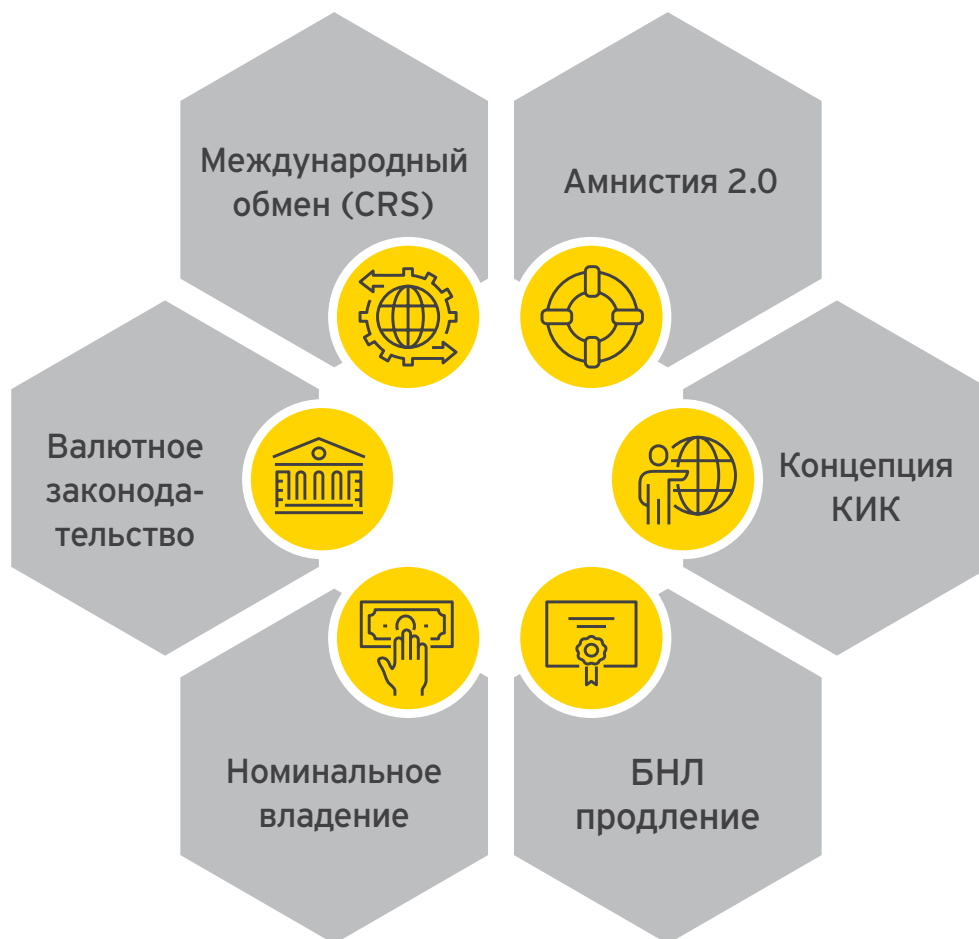 Международный
обмен (CRS)
Амнистия 2.0
Валютное
законода-
тельство
Концепция
КИК
Номинальное
владение
БНЛ
продление